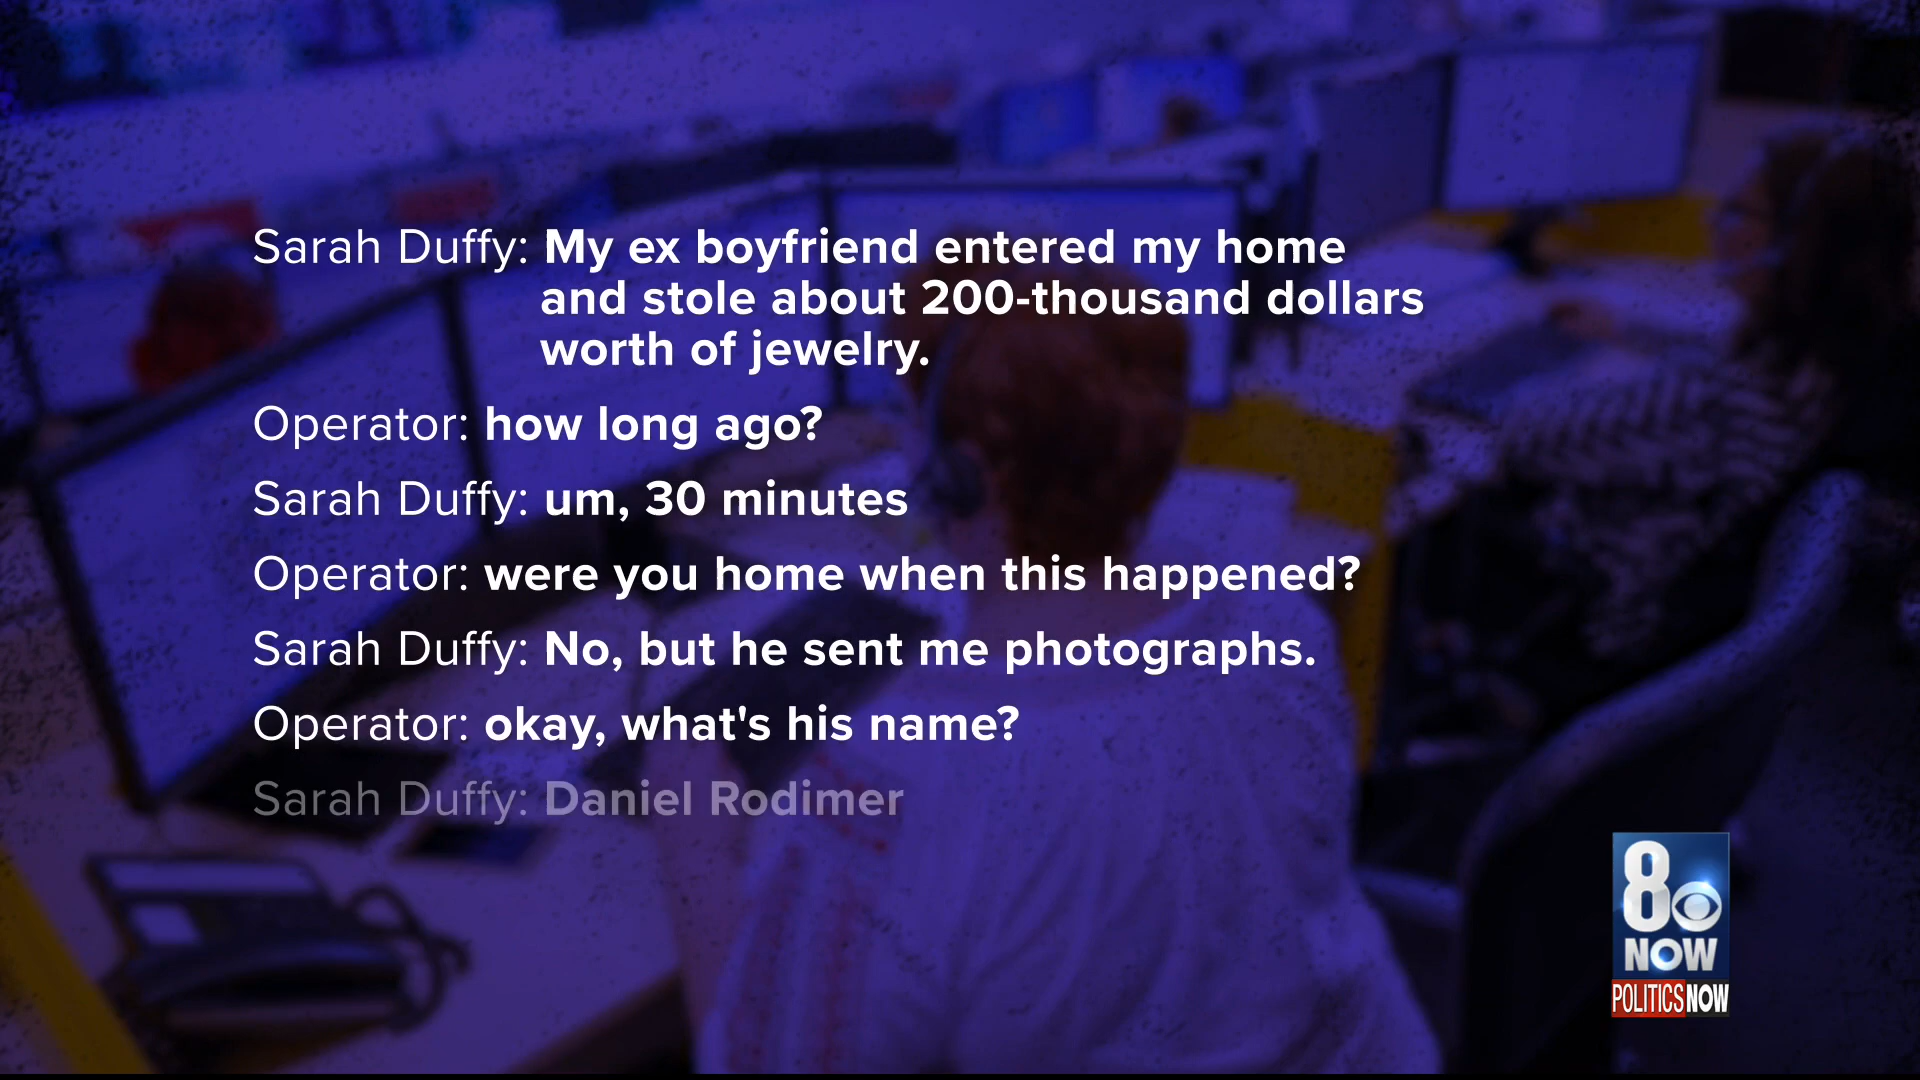 Sarah Duffy: My ex boyfriend entered my home
and stole about 200-thousand dollars
worth of jewelry.
Operator: how long ago?
Sarah Duffy: um, 30 minutes
Operator: were you home when this happened?
Sarah Duffy: No, but he sent me photographs.
Operator: okay, what's his name?
Sarah Duffy: Daniel Rodimer
8
NOW
POLITICSNOW